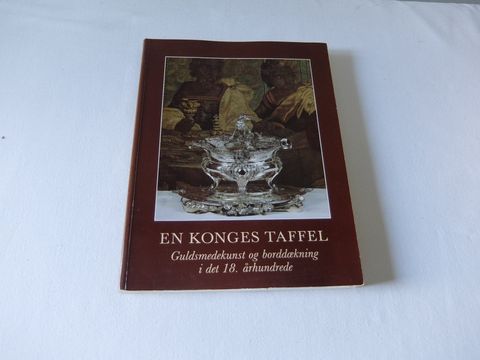 EN KONGES TAFFEL
Guldsmedekunst og borddækning
i det 18. århundrede